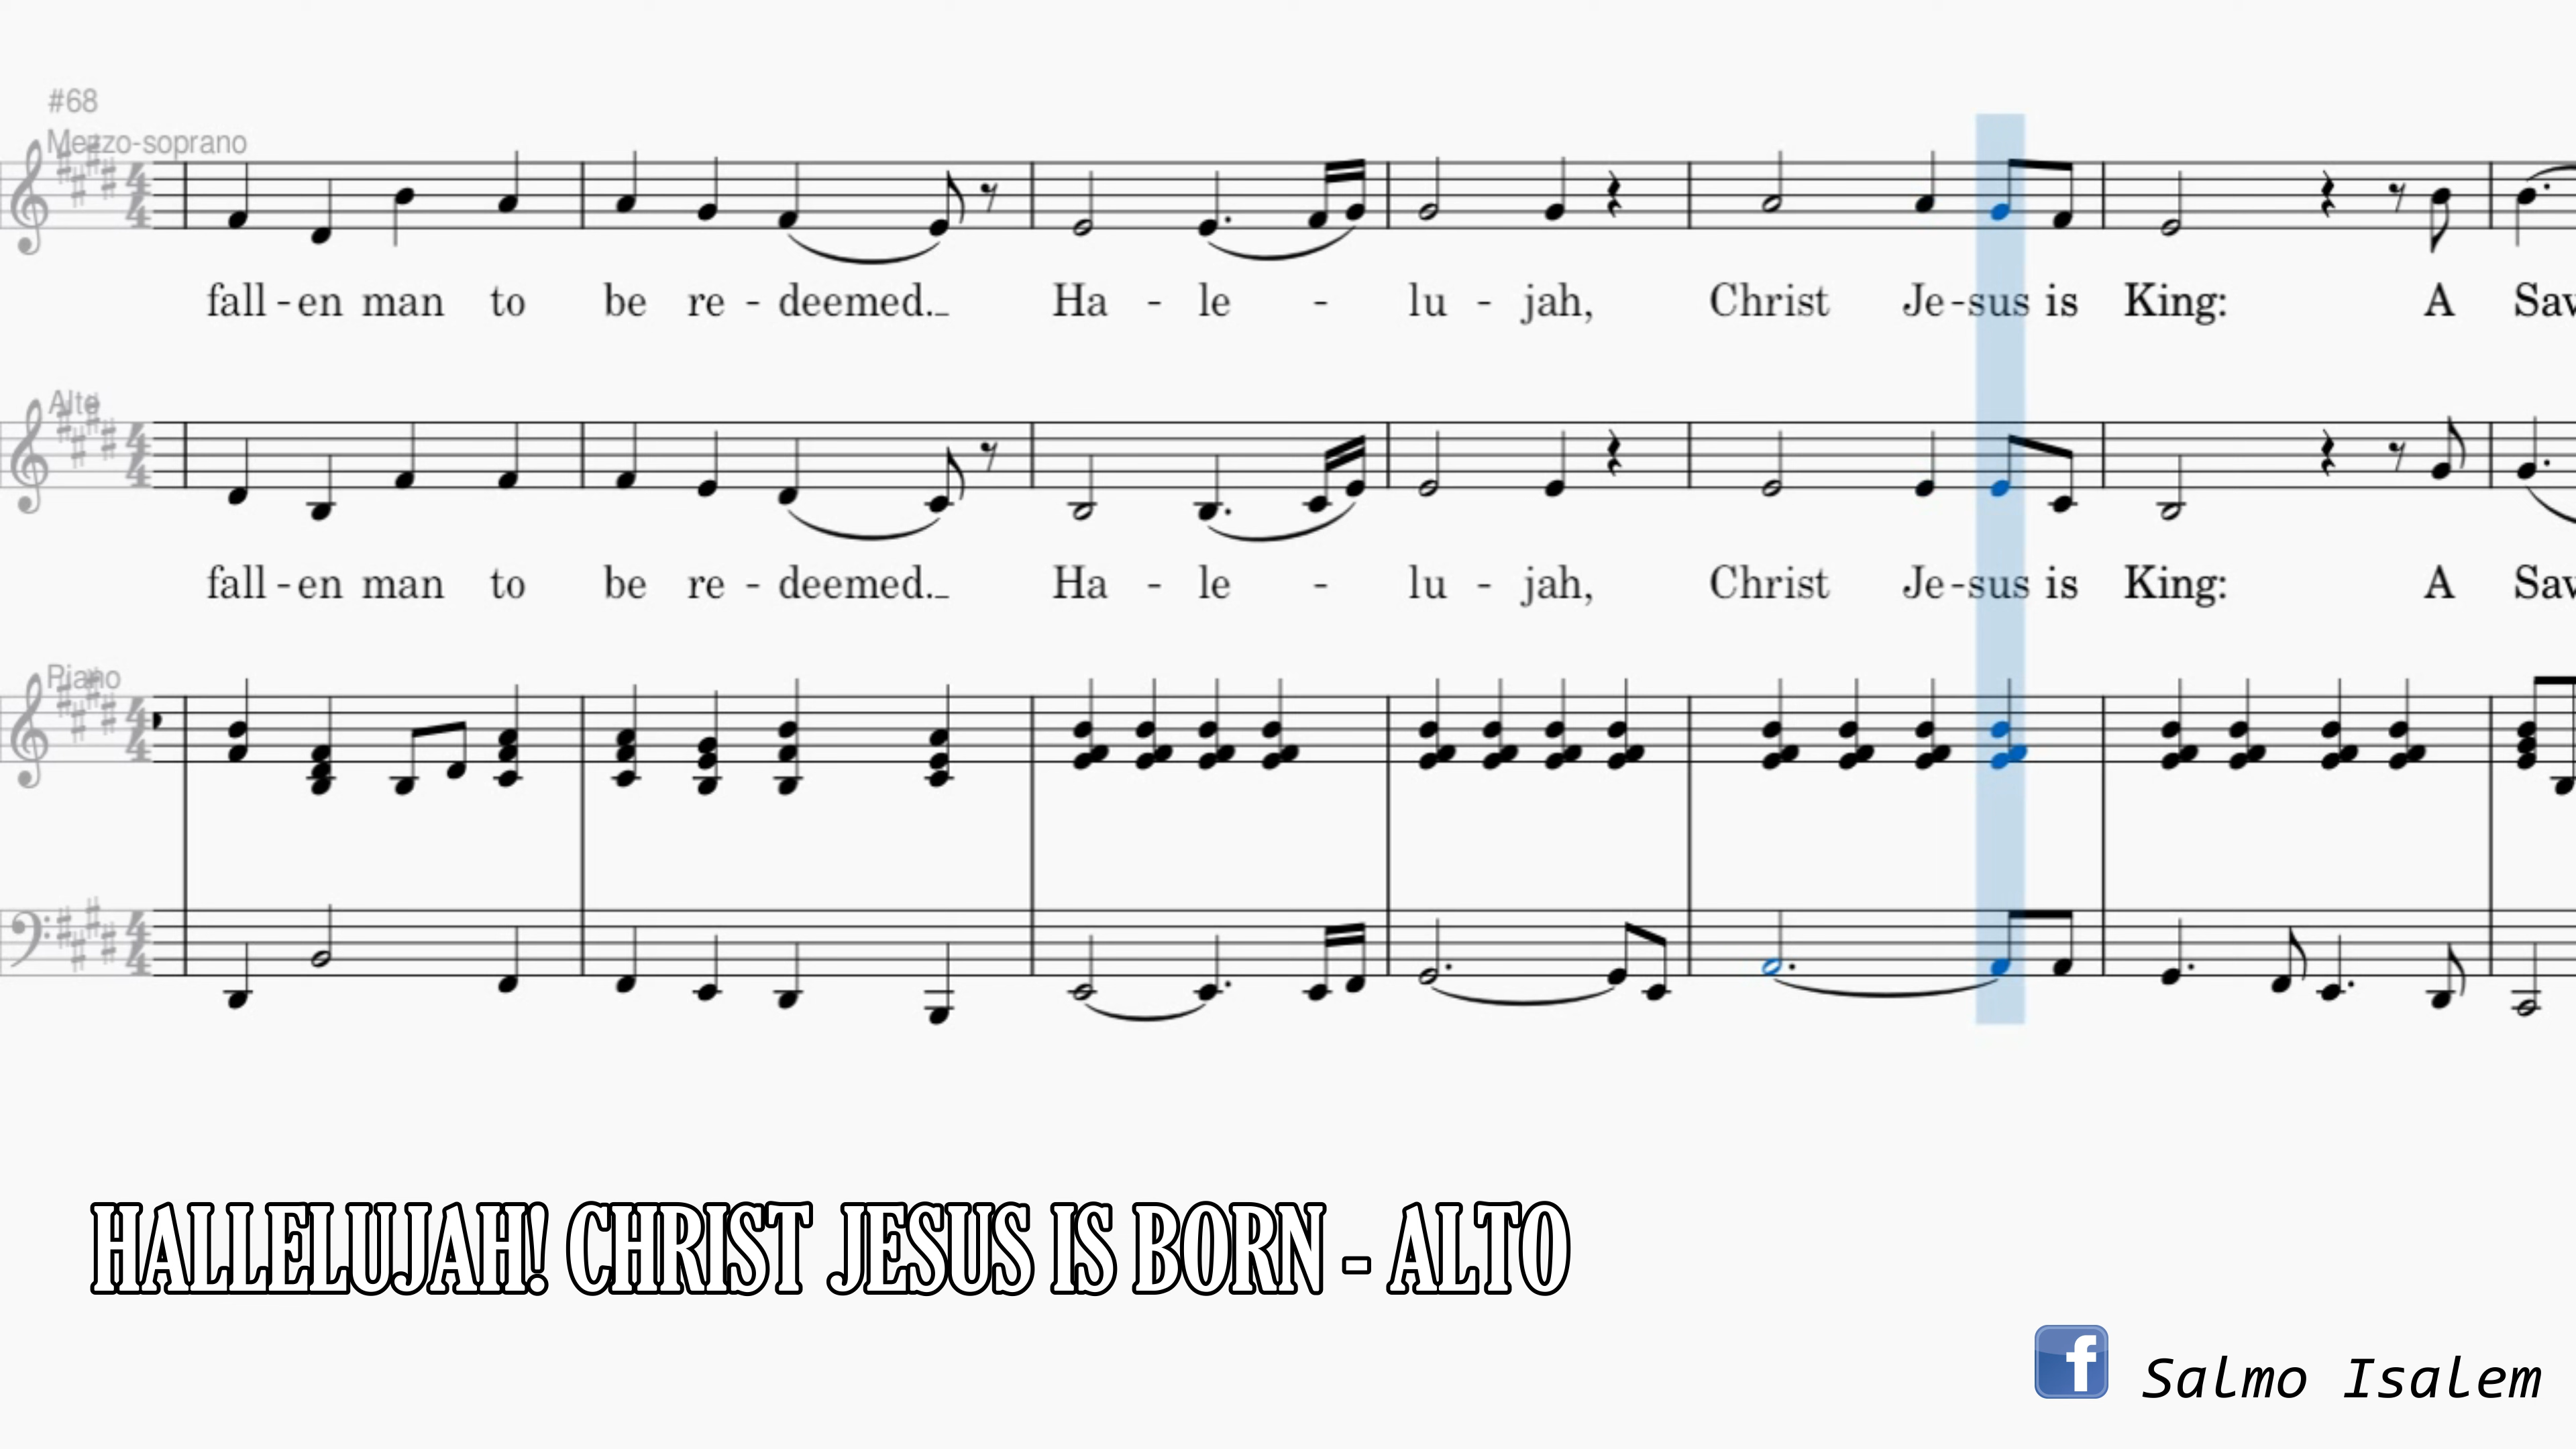 #68
Mezzo-soprano
fall - en man to be re - deemed._ Ha - le - lu - jah, Christ Je - sus is King: A Sav
Alto
fall - en man to be re - deemed._ Ha - le - lu - jah, Christ Je - sus is King: A Sav
Piano
HALLELUJAH! CHRIST JESUS IS BORN - ALTO
f Salmo Isalem